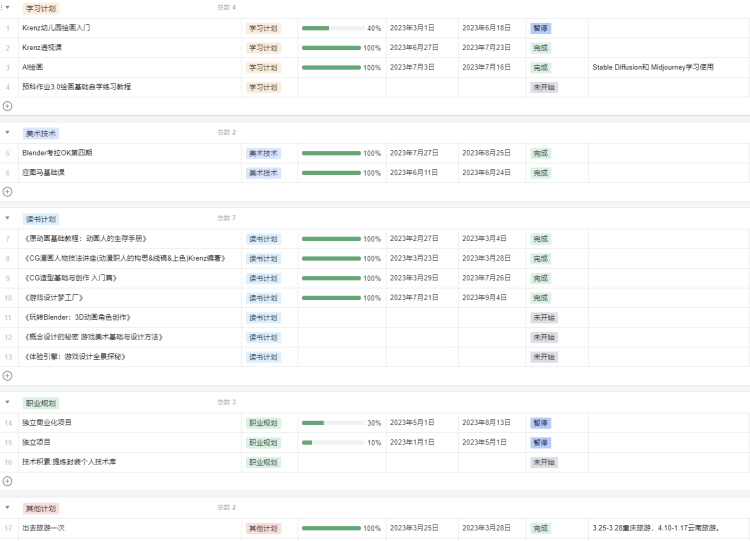 学习计划 总数 4
1 Krenz幼儿园绘画入门 学习计划 40% 2023年3月1日 2023年6月18日 暂停
2 Krenz透视课 学习计划 100% 2023年6月27日 2023年7月23日 完成
3 AI绘画 学习计划 100% 2023年7月3日 2023年7月16日 完成 Stable Diffusion和 Midjourney学习使用
4 预科作业3.0绘画基础自学练习教程 学习计划 未开始
美术技术 总数 2
5 Blender考拉OK第四期 美术技术 100% 2023年7月27日 2023年8月25日 完成
6 庄图马基础课 美术技术 100% 2023年6月11日 2023年6月24日 完成
读书计划 总数 7
7 《原动画基础教程：动画人的生存手册》 读书计划 100% 2023年2月27日 2023年3月4日 完成
8 《CG漫画人物技法讲座(动漫职人的构思&线稿&上色)Krenz编著》 读书计划 100% 2023年3月23日 2023年3月28日 完成
9 《CG造型基础与创作 入门篇》 读书计划 100% 2023年3月29日 2023年7月26日 完成
10 《游戏设计梦工厂》 读书计划 100% 2023年7月21日 2023年9月4日 完成
11 《玩转Blender：3D动画角色创作》 读书计划 未开始
12 《概念设计的秘密 游戏美术基础与设计方法》 读书计划 未开始
13 《体验引擎：游戏设计全景探秘》 读书计划 未开始
职业规划 总数 3
14 独立商业化项目 职业规划 30% 2023年5月1日 2023年8月13日 暂停
15 独立项目 职业规划 10% 2023年1月1日 2023年5月1日 暂停
16 技术积累:提练封装个人技术库 职业规划 未开始
其他计划 总数 2
17 出去旅游一次 其他计划 100% 2023年3月25日 2023年3月28日 完成 3.25-3.28重庆旅游，4.10-1.17云南旅游。